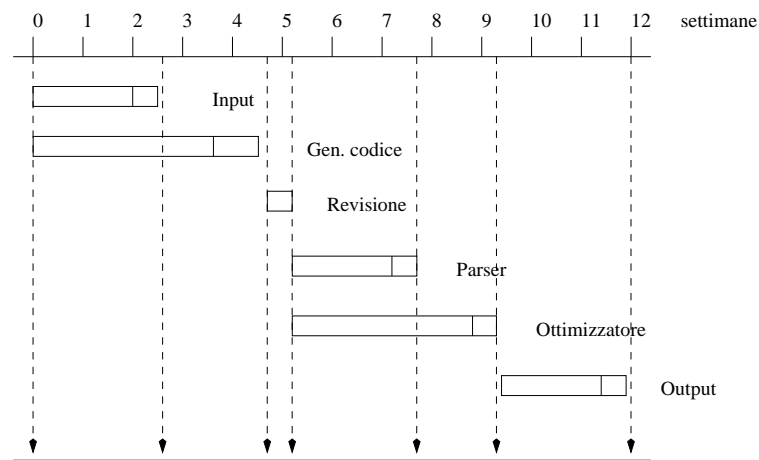 0 1 2 3 4 5 6 7 8 9 10 11 12 settimane
Input
Gen. codice
Revisione
Parser
Ottimizzatore
Output